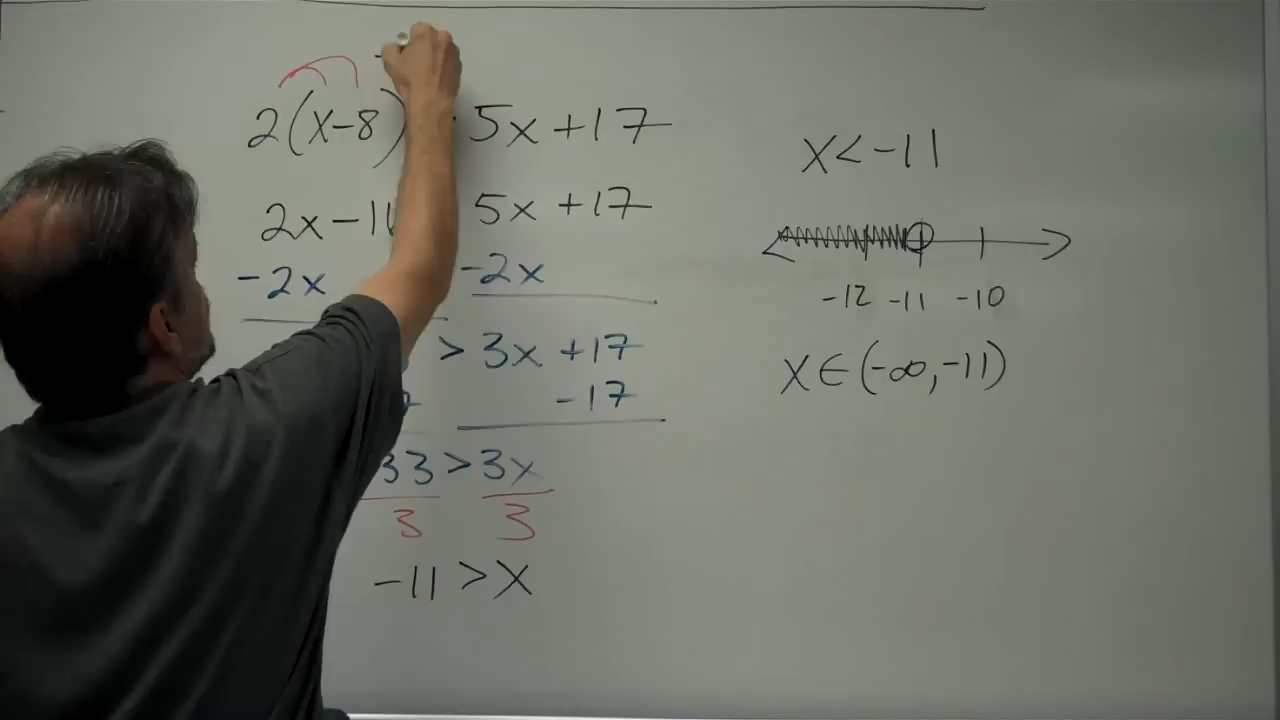 2(x-8) 5x+17
2x-1 5x+17
-2x -2x
> 3x+17
-17
33 > 3x
3 3
-11 > x
x < -11
-12 -11 -10
x ∈ (-∞, -11)